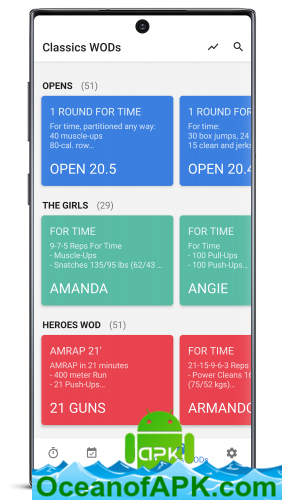 Classics WODs
OPENS (51)
1 ROUND FOR TIME
For time, partitioned any way:
40 muscle-ups
80-cal. row...
OPEN 20.5
1 ROUND FOR
For time:
30 box jumps, 24
15 clean and jerks
OPEN 20.4
THE GIRLS (29)
FOR TIME
9-7-5 Reps For Time
- Muscle-Ups
- Snatches 135/95 lbs (62/43 ...
AMANDA
FOR TIME
For Time
- 100 Pull-Ups
- 100 Push-Ups...
ANGIE
HEROES WOD (51)
AMRAP 21'
AMRAP in 21 minutes
- 400 meter Run
- 21 Push-Ups...
21 GUNS
FOR TIME
21-15-9-6-3 Reps
- Power Cleans 16
(75/52 kgs)...
ARMANDO
WODs
APK
OceanofAPK.com